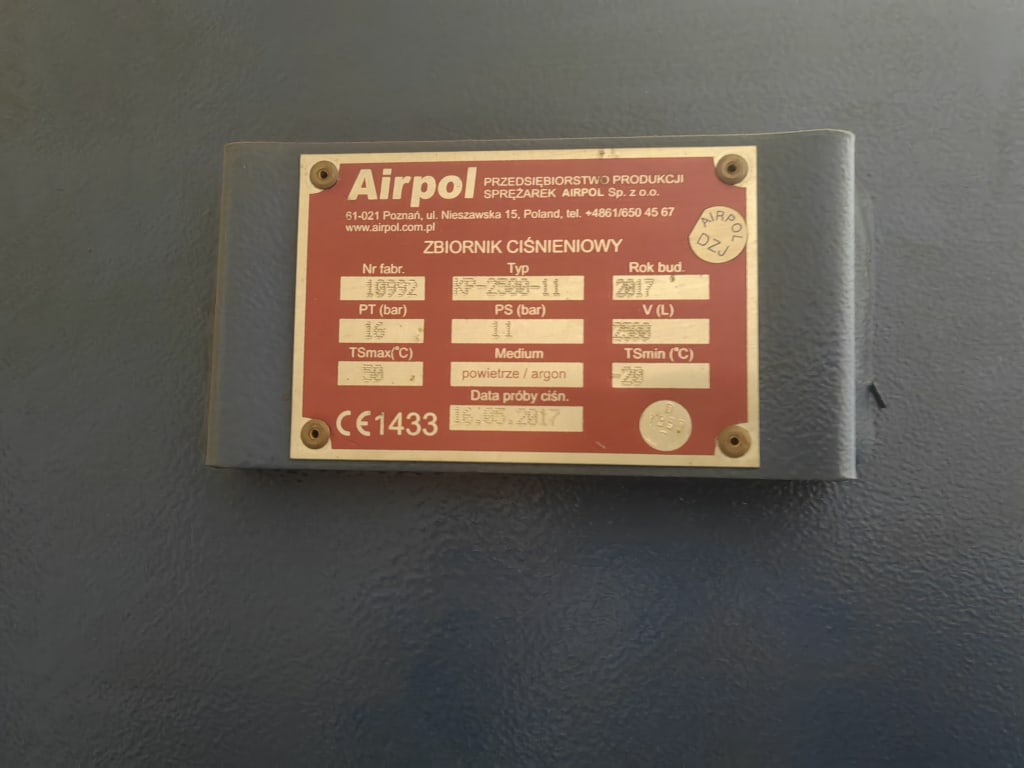 Airpol PRZEDSIĘBIORSTWO PRODUKCJI
SPRĘŻAREK AIRPOL Sp. z o.o.
61-021 Poznań, ul. Nieszawska 15, Poland, tel. +4861/650 45 67
www.airpol.com.pl
AIRPOL
DZJ
ZBIORNIK CIŚNIENIOWY
Nr fabr. Typ Rok bud.
10992 KP-2500-11 2017
PT (bar) PS (bar) V (L)
16 11 2500
TSmax(°C) Medium TSmin (°C)
50 powietrze / argon -20
Data próby ciśn.
CE1433 16.05.2017